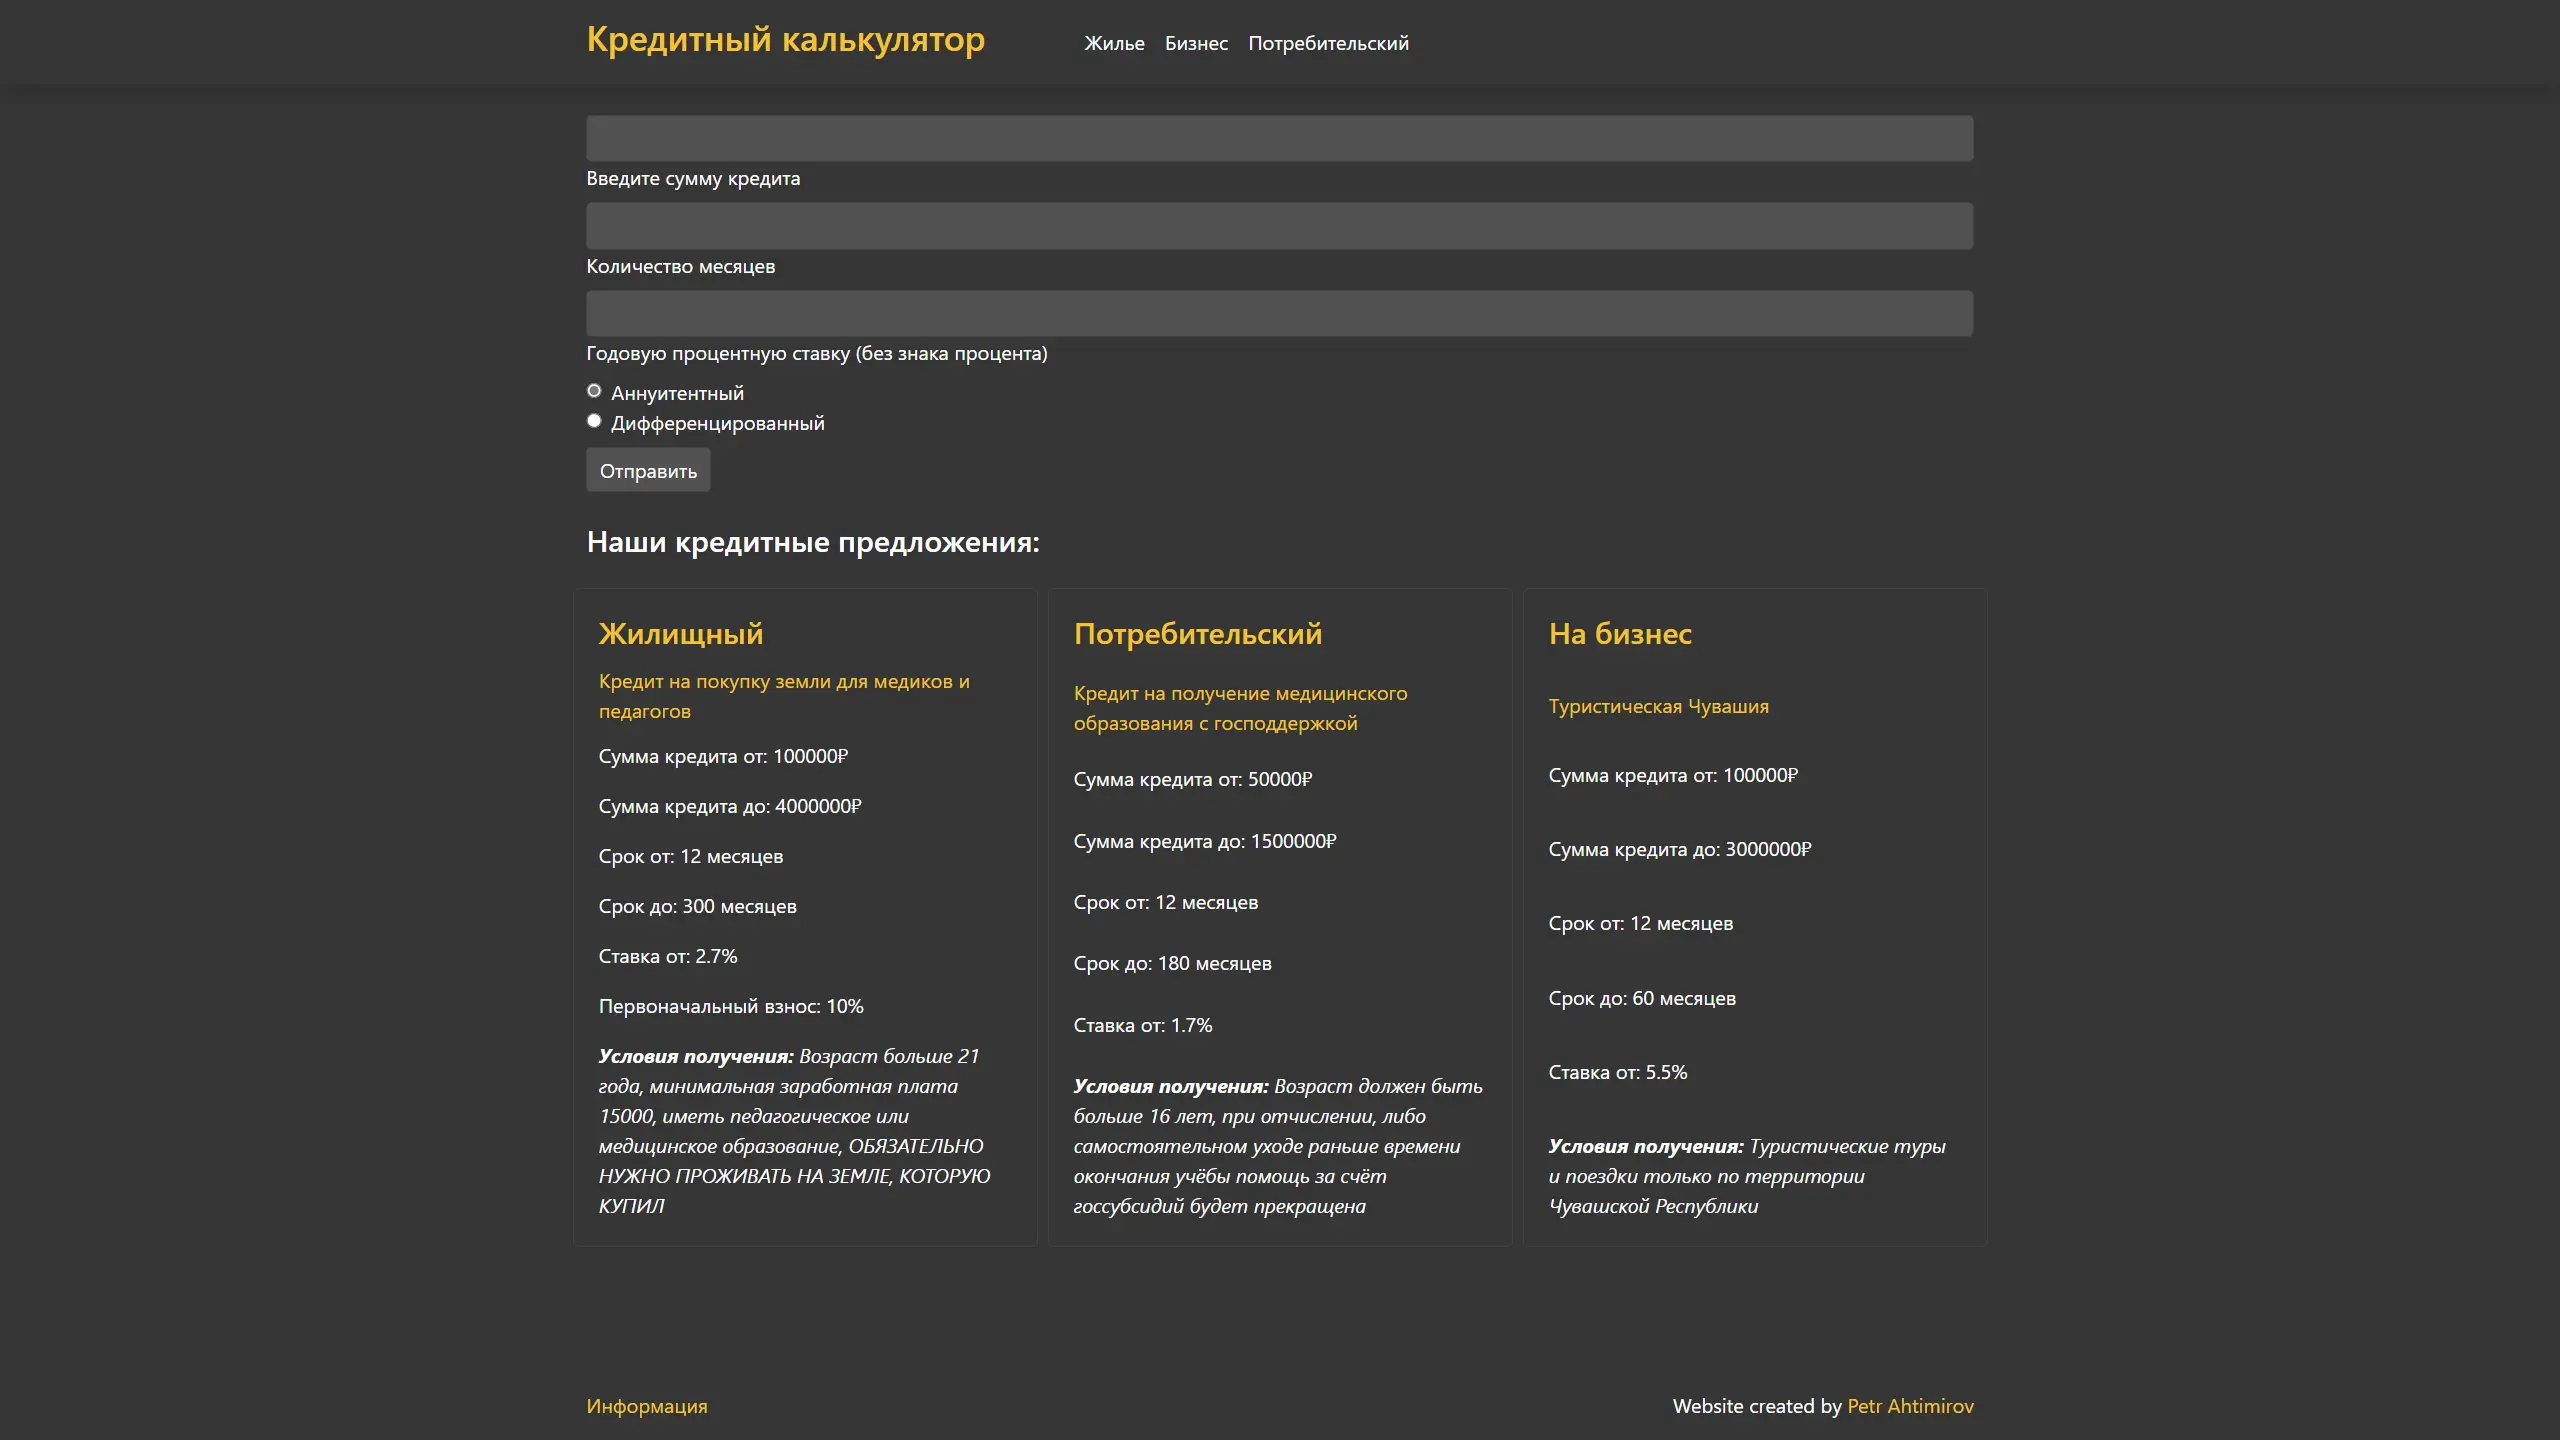 Кредитный калькулятор
Жилье Бизнес Потребительский
Введите сумму кредита
Количество месяцев
Годовую процентную ставку (без знака процента)
Аннуитентный
Дифференцированный
Отправить
Наши кредитные предложения:
Жилищный
Кредит на покупку земли для медиков и
педагогов
Сумма кредита от: 100000₽
Сумма кредита до: 4000000₽
Срок от: 12 месяцев
Срок до: 300 месяцев
Ставка от: 2.7%
Первоначальный взнос: 10%
Условия получения: Возраст больше 21
года, минимальная заработная плата
15000, иметь педагогическое или
медицинское образование, ОБЯЗАТЕЛЬНО
НУЖНО ПРОЖИВАТЬ НА ЗЕМЛЕ, КОТОРУЮ
КУПИЛ
Потребительский
Кредит на получение медицинского
образования с господдержкой
Сумма кредита от: 50000₽
Сумма кредита до: 1500000₽
Срок от: 12 месяцев
Срок до: 180 месяцев
Ставка от: 1.7%
Условия получения: Возраст должен быть
больше 16 лет, при отчислении, либо
самостоятельном уходе раньше времени
окончания учёбы помощь за счёт
госсубсидий будет прекращена
На бизнес
Туристическая Чувашия
Сумма кредита от: 100000₽
Сумма кредита до: 3000000₽
Срок от: 12 месяцев
Срок до: 60 месяцев
Ставка от: 5.5%
Условия получения: Туристические туры
и поездки только по территории
Чувашской Республики
Информация
Website created by Petr Ahtimirov